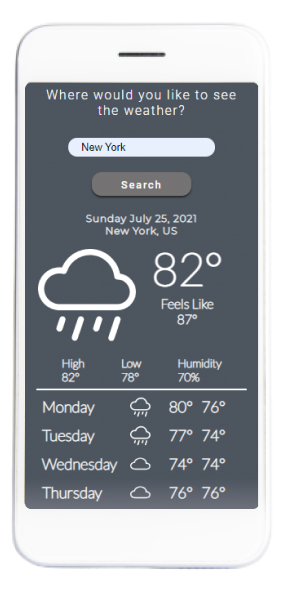 Where would you like to see
the weather?
New York
Search
Sunday July 25, 2021
New York, US
82°
Feels Like
87°
High Low Humidity
82° 78° 70%
Monday 80° 76°
Tuesday 77° 74°
Wednesday 74° 74°
Thursday 76° 76°